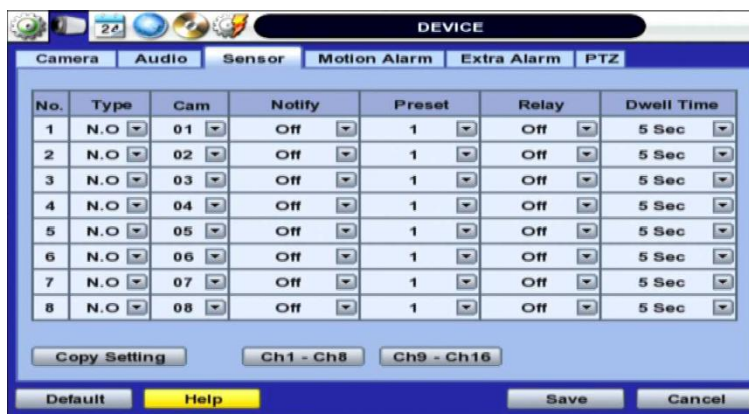 24
DEVICE
Camera Audio Sensor Motion Alarm Extra Alarm PTZ
No. Type Cam Notify Preset Relay Dwell Time
1 N.O 01 Off 1 Off 5 Sec
2 N.O 02 Off 1 Off 5 Sec
3 N.O 03 Off 1 Off 5 Sec
4 N.O 04 Off 1 Off 5 Sec
5 N.O 05 Off 1 Off 5 Sec
6 N.O 06 Off 1 Off 5 Sec
7 N.O 07 Off 1 Off 5 Sec
8 N.O 08 Off 1 Off 5 Sec
Copy Setting Ch1 - Ch8 Ch9 - Ch16
Default Help Save Cancel